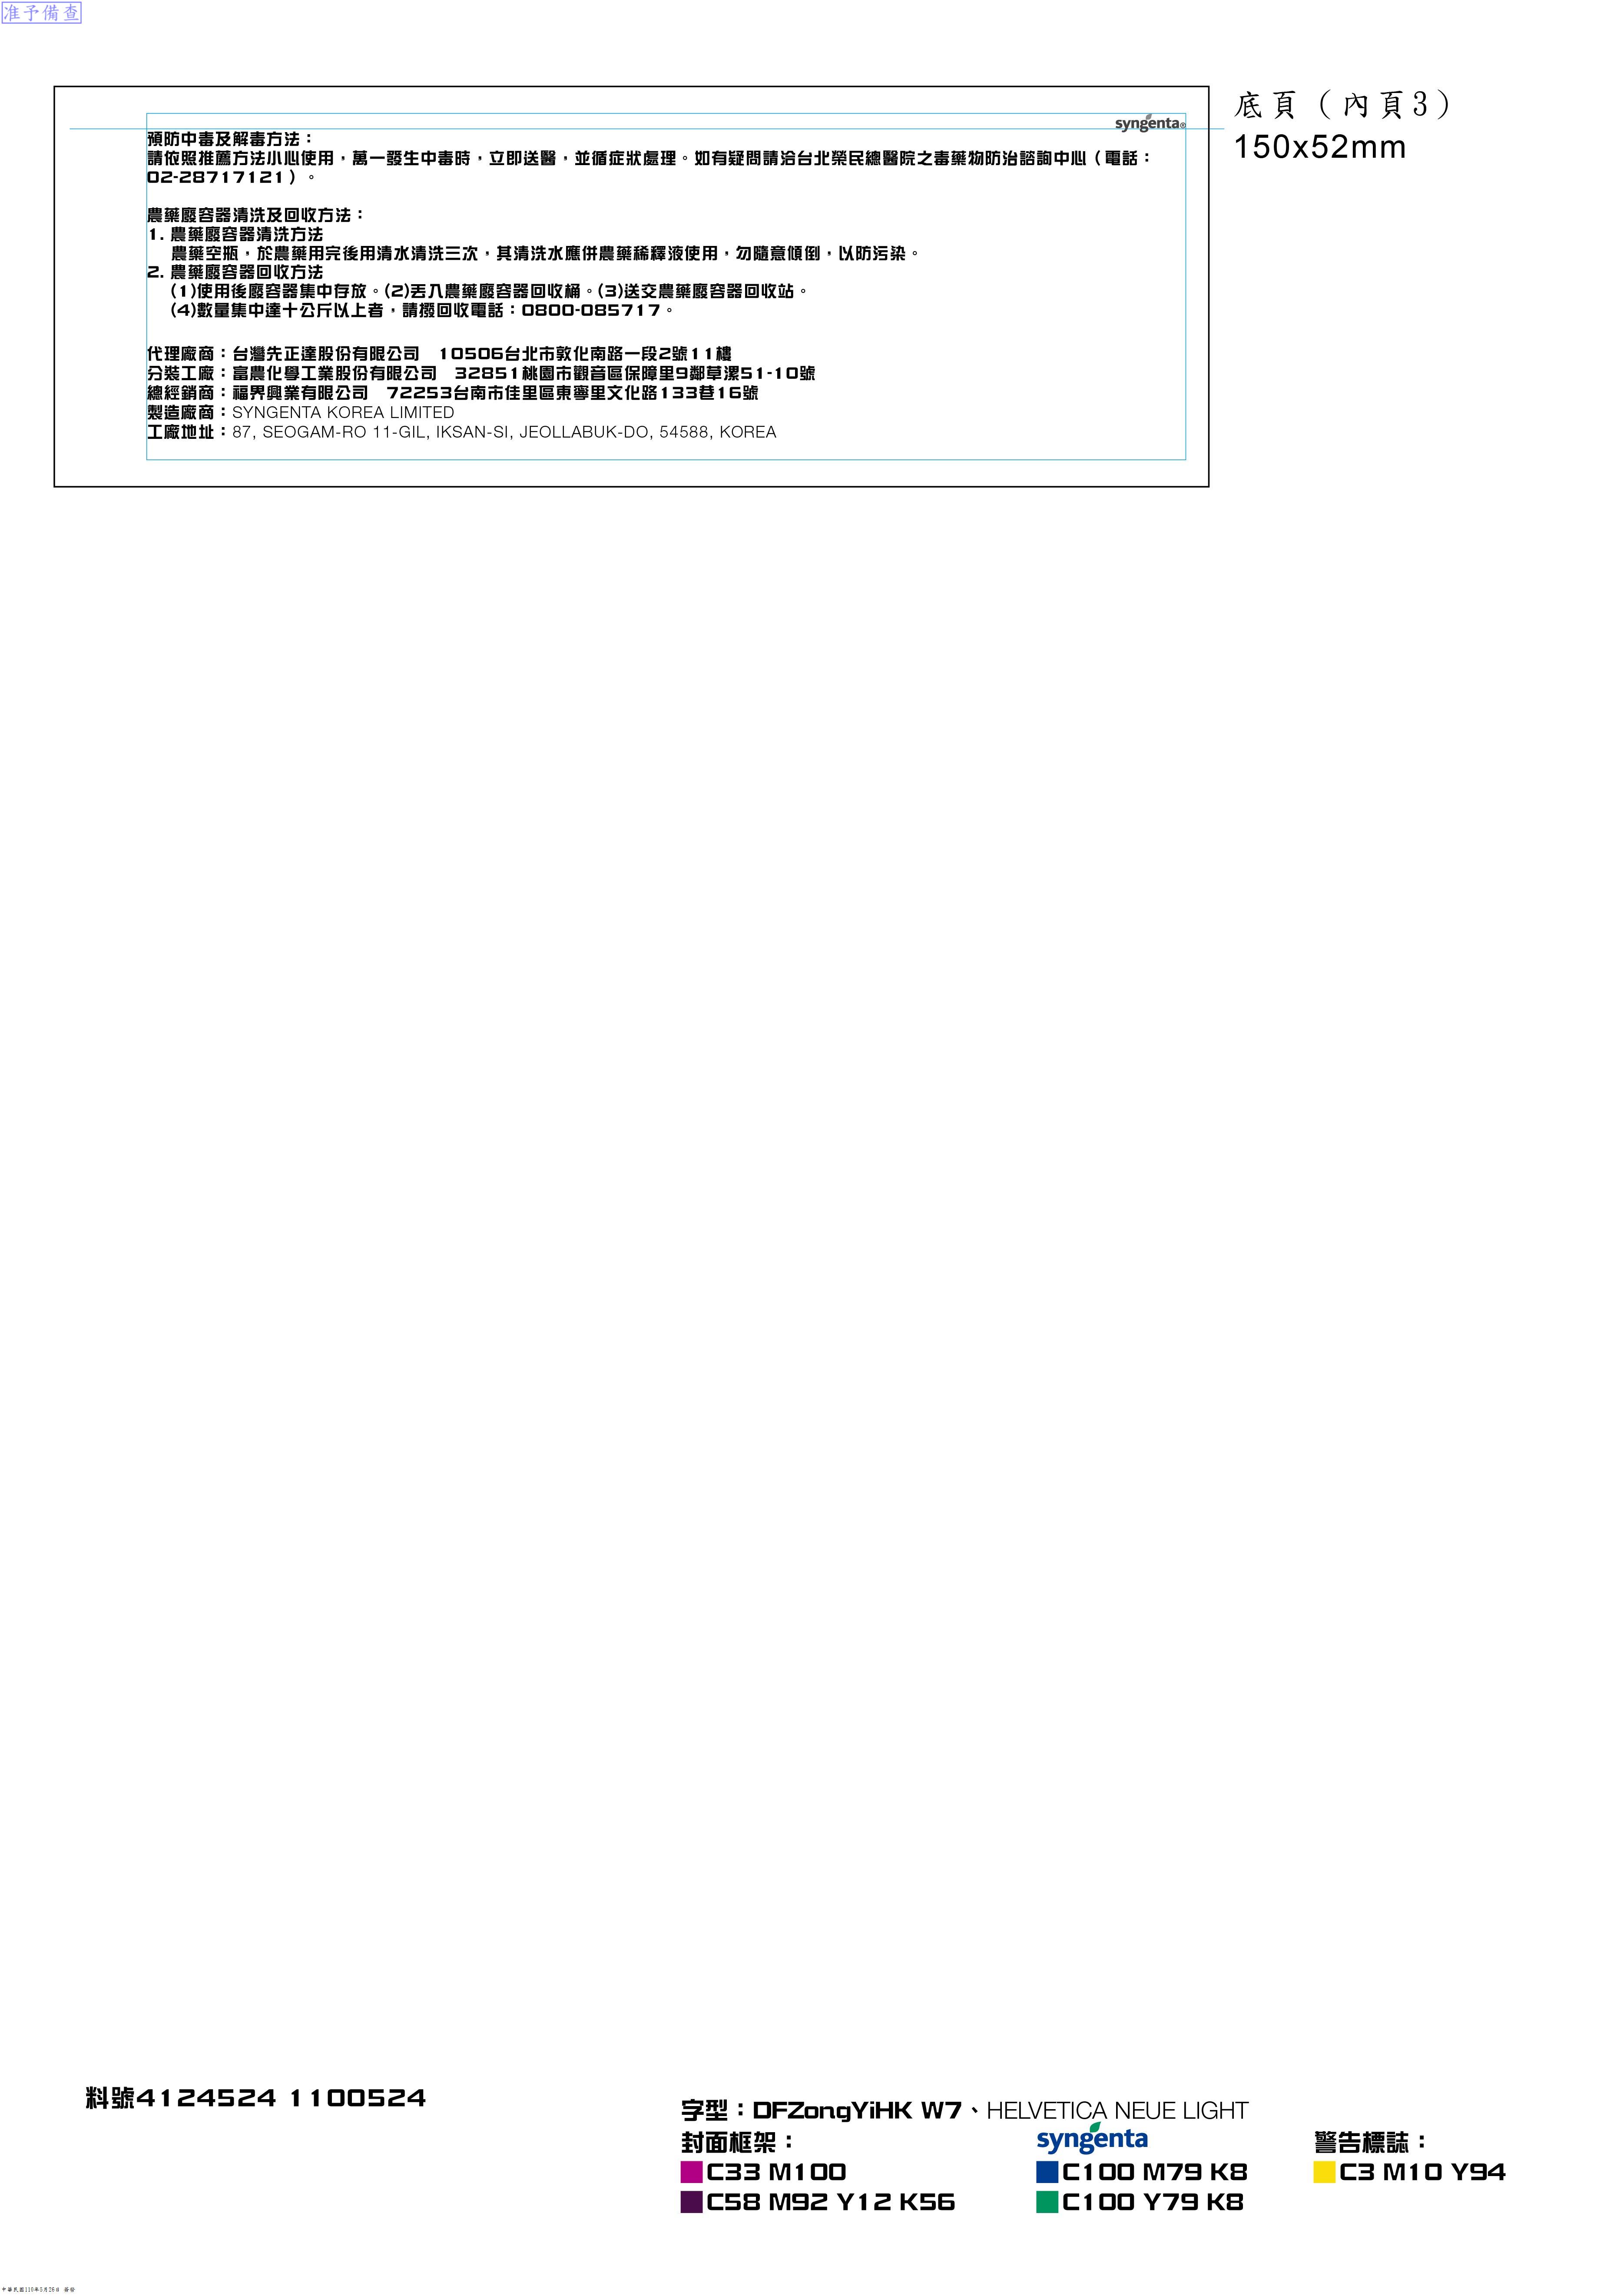 准予備查
底頁（內頁3）
150x52mm
syngenta®
預防中毒及解毒方法：
請依照推薦方法小心使用，萬一發生中毒時，立即送醫，並循症狀處理。如有疑問請洽台北榮民總醫院之毒藥物防治諮詢中心（電話：
02-28717121）。
農藥廢容器清洗及回收方法：
1. 農藥廢容器清洗方法
農藥空瓶，於農藥用完後用清水清洗三次，其清洗水應併農藥稀釋液使用，勿隨意傾倒，以防污染。
2. 農藥廢容器回收方法
(1)使用後廢容器集中存放。(2)丟入農藥廢容器回收桶。(3)送交農藥廢容器回收站。
(4)數量集中達十公斤以上者，請撥回收電話：0800-085717。
代理廠商：台灣先正達股份有限公司　10506台北市敦化南路一段2號11樓
分裝工廠：富農化學工業股份有限公司　32851桃園市觀音區保障里9鄰草漯51-10號
總經銷商：福界興業有限公司　72253台南市佳里區東寧里文化路133巷16號
製造廠商：SYNGENTA KOREA LIMITED
工廠地址：87, SEOGAM-RO 11-GIL, IKSAN-SI, JEOLLABUK-DO, 54588, KOREA
料號4124524 1100524
字型：DFZongYiHK W7、HELVETICA NEUE LIGHT
封面框架：
C33 M100
C58 M92 Y12 K56
syngenta
C100 M79 K8
C100 Y79 K8
警告標誌：
C3 M10 Y94